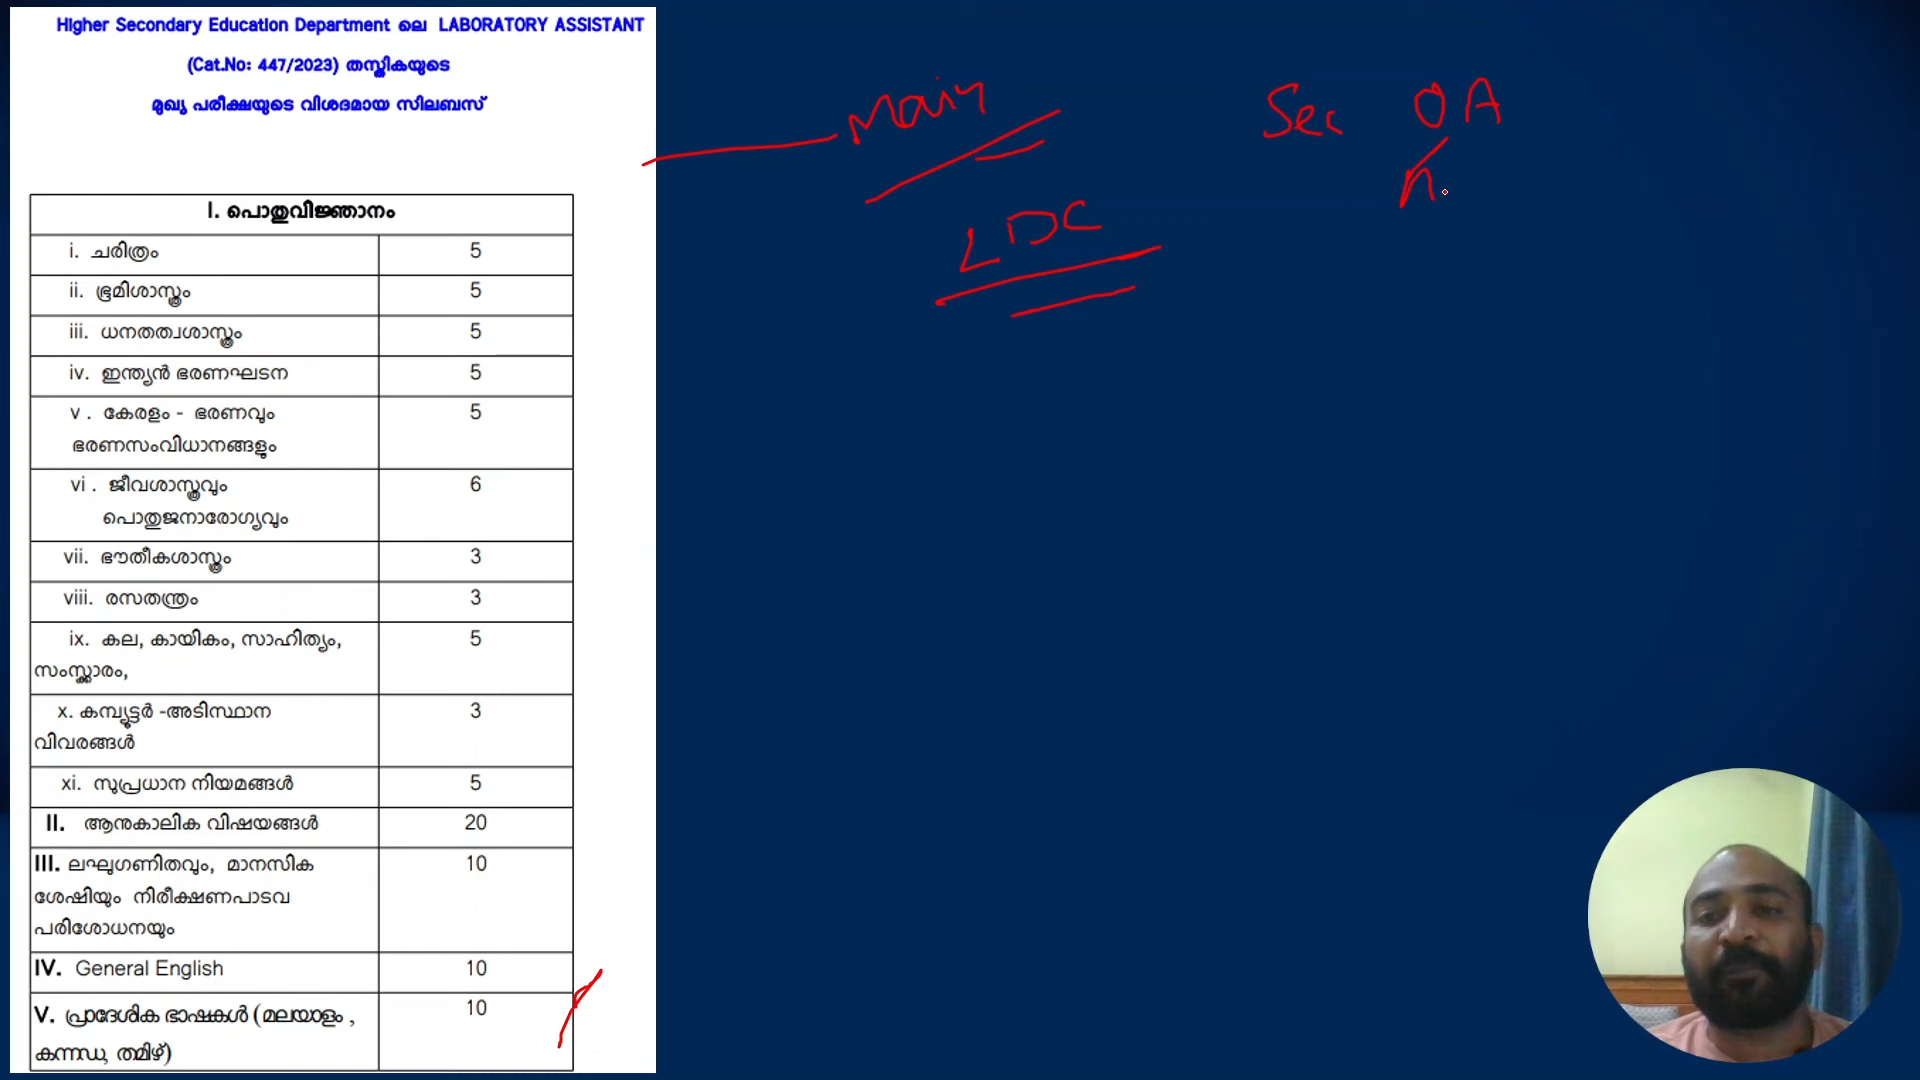 Higher Secondary Education Department ലെ LABORATORY ASSISTANT
(Cat.No: 447/2023) തസ്തികയുടെ
മുഖ്യ പരീക്ഷയുടെ വിശദമായ സിലബസ്
I. പൊതുവിജ്ഞാനം
i. ചരിത്രം 5
ii. ഭൂമിശാസ്ത്രം 5
iii. ധനതത്വശാസ്ത്രം 5
iv. ഇന്ത്യൻ ഭരണഘടന 5
v . കേരളം - ഭരണവും 5
ഭരണസംവിധാനങ്ങളും
vi . ജീവശാസ്ത്രവും 6
പൊതുജനാരോഗ്യവും
vii. ഭൗതീകശാസ്ത്രം 3
viii. രസതന്ത്രം 3
ix. കല, കായികം, സാഹിത്യം, 5
സംസ്ക്കാരം,
x. കമ്പ്യൂട്ടർ -അടിസ്ഥാന 3
വിവരങ്ങൾ
xi. സുപ്രധാന നിയമങ്ങൾ 5
II. ആനുകാലിക വിഷയങ്ങൾ 20
III. ലഘുഗണിതവും, മാനസിക 10
ശേഷിയും നിരീക്ഷണപാടവ
പരിശോധനയും
IV. General English 10
V. പ്രാദേശിക ഭാഷകൾ (മലയാളം , 10
കന്നഡ, തമിഴ്)
Main
LDC
Sec OA